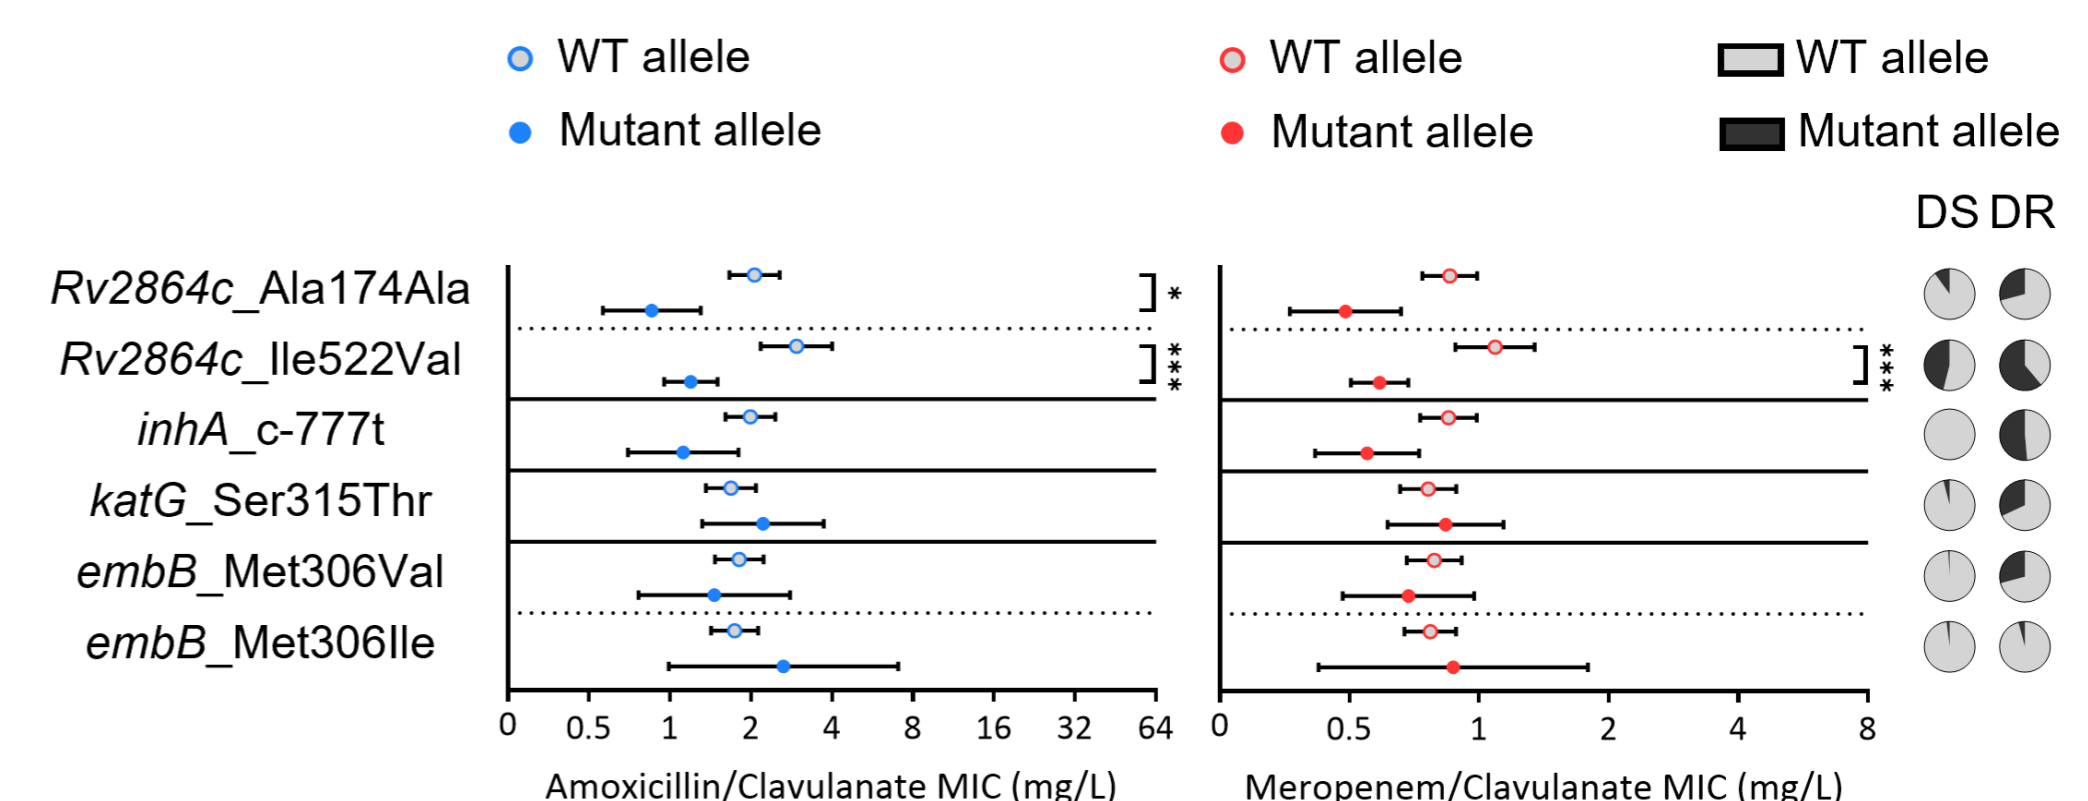 WT allele
Mutant allele
WT allele
Mutant allele
WT allele
Mutant allele
DS DR
Rv2864c_Ala174Ala
*
Rv2864c_Ile522Val
***
***
inhA_c-777t
katG_Ser315Thr
embB_Met306Val
embB_Met306Ile
0 0.5 1 2 4 8 16 32 64
0 0.5 1 2 4 8
Amoxicillin/Clavulanate MIC (mg/L)
Meropenem/Clavulanate MIC (mg/L)